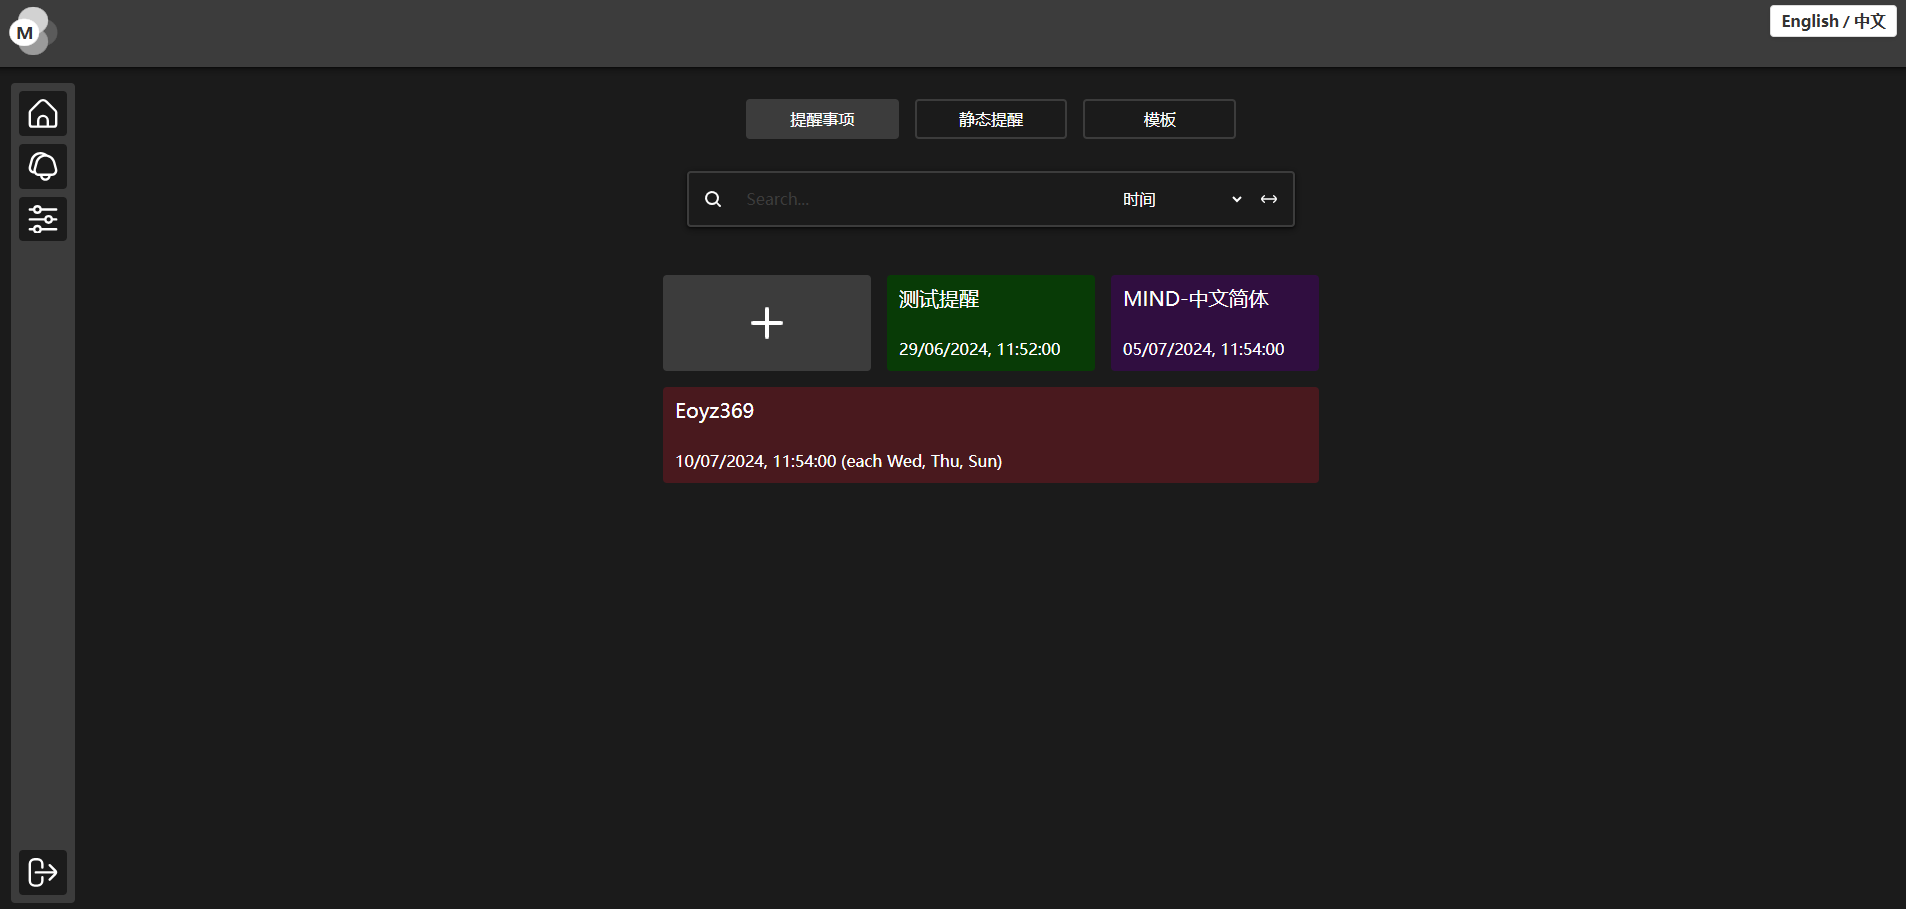 M
English / 中文
提醒事项
静态提醒
模板
Search...
时间
测试提醒
29/06/2024, 11:52:00
MIND-中文简体
05/07/2024, 11:54:00
Eoyz369
10/07/2024, 11:54:00 (each Wed, Thu, Sun)